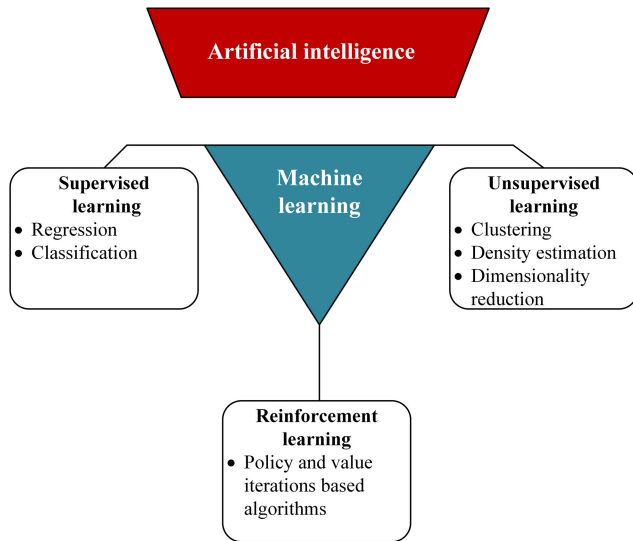 Artificial intelligence
Machine
learning
Supervised
learning
• Regression
• Classification
Unsupervised
learning
• Clustering
• Density estimation
• Dimensionality
reduction
Reinforcement
learning
• Policy and value
iterations based
algorithms